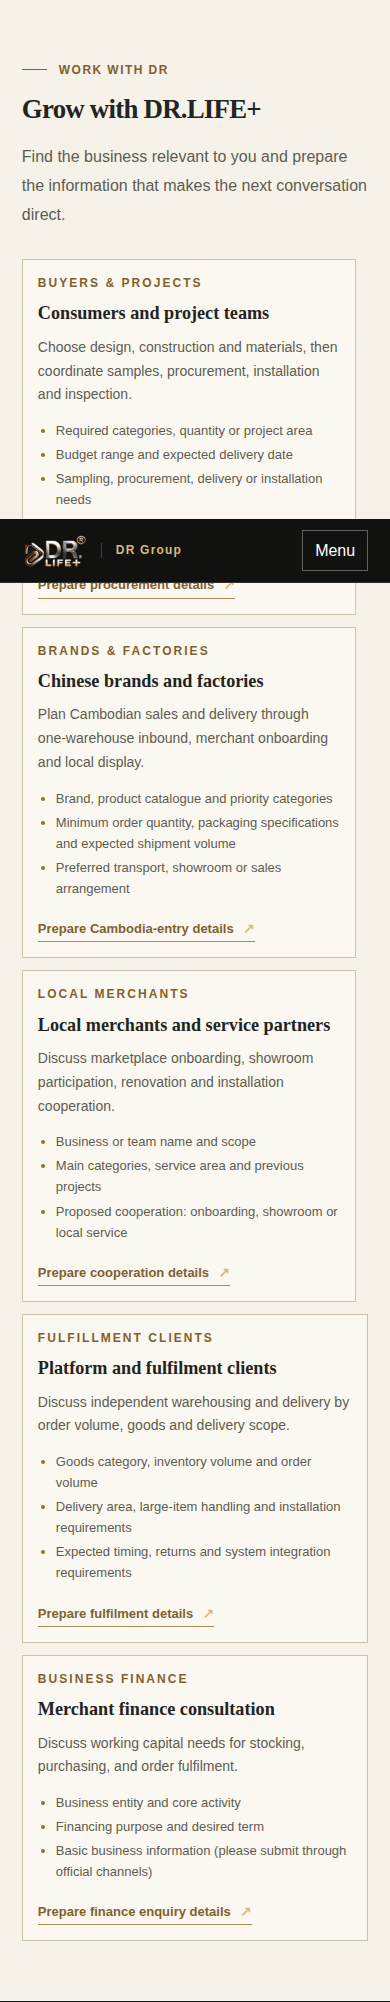 WORK WITH DR
Grow with DR.LIFE+
Find the business relevant to you and prepare
the information that makes the next conversation
direct.
BUYERS & PROJECTS
Consumers and project teams
Choose design, construction and materials, then
coordinate samples, procurement, installation
and inspection.
• Required categories, quantity or project area
• Budget range and expected delivery date
• Sampling, procurement, delivery or installation
needs
DR®
LIFE+
DR Group
Menu
Prepare procurement details ↗
BRANDS & FACTORIES
Chinese brands and factories
Plan Cambodian sales and delivery through
one-warehouse inbound, merchant onboarding
and local display.
• Brand, product catalogue and priority categories
• Minimum order quantity, packaging specifications
and expected shipment volume
• Preferred transport, showroom or sales
arrangement
Prepare Cambodia-entry details ↗
LOCAL MERCHANTS
Local merchants and service partners
Discuss marketplace onboarding, showroom
participation, renovation and installation
cooperation.
• Business or team name and scope
• Main categories, service area and previous
projects
• Proposed cooperation: onboarding, showroom or
local service
Prepare cooperation details ↗
FULFILLMENT CLIENTS
Platform and fulfilment clients
Discuss independent warehousing and delivery by
order volume, goods and delivery scope.
• Goods category, inventory volume and order
volume
• Delivery area, large-item handling and installation
requirements
• Expected timing, returns and system integration
requirements
Prepare fulfilment details ↗
BUSINESS FINANCE
Merchant finance consultation
Discuss working capital needs for stocking,
purchasing, and order fulfilment.
• Business entity and core activity
• Financing purpose and desired term
• Basic business information (please submit through
official channels)
Prepare finance enquiry details ↗